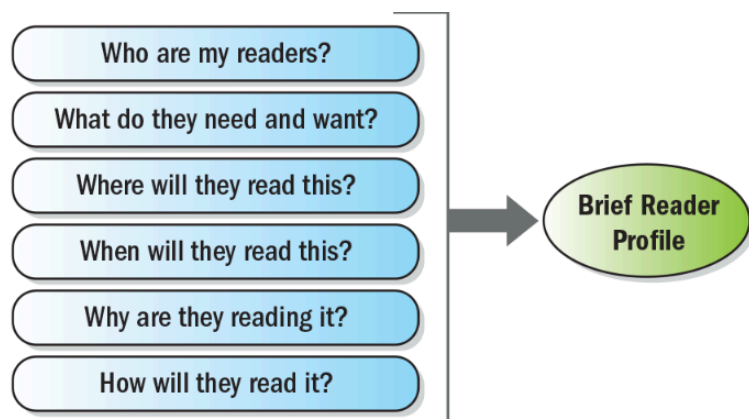 Who are my readers?
What do they need and want?
Where will they read this?
When will they read this?
Why are they reading it?
How will they read it?
Brief Reader
Profile